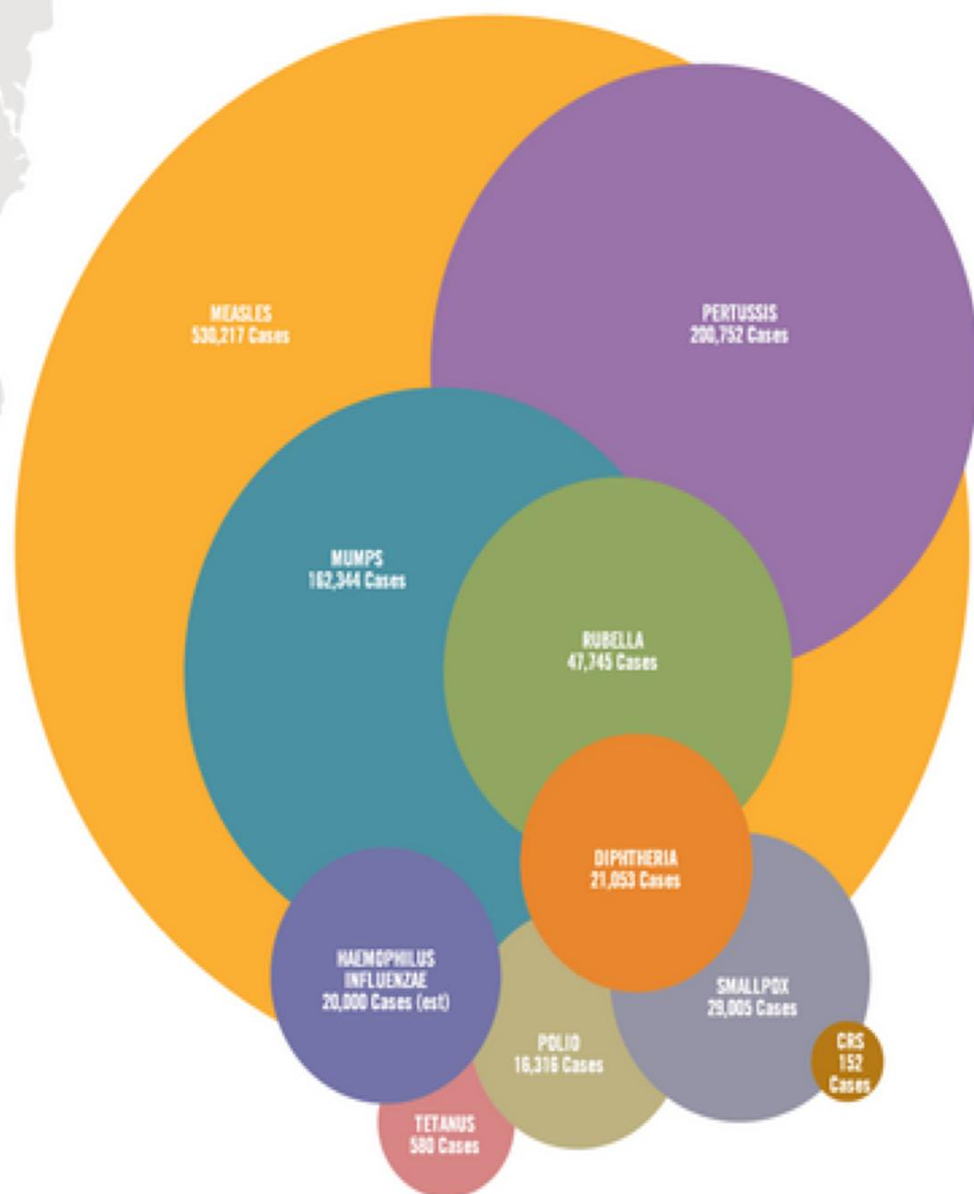 MEASLES
530,217 Cases
PERTUSSIS
200,752 Cases
MUMPS
162,344 Cases
RUBELLA
47,745 Cases
DIPHTHERIA
21,053 Cases
HAEMOPHILUS
INFLUENZAE
20,000 Cases (est)
SMALLPOX
29,005 Cases
POLIO
16,316 Cases
CRS
152
Cases
TETANUS
580 Cases